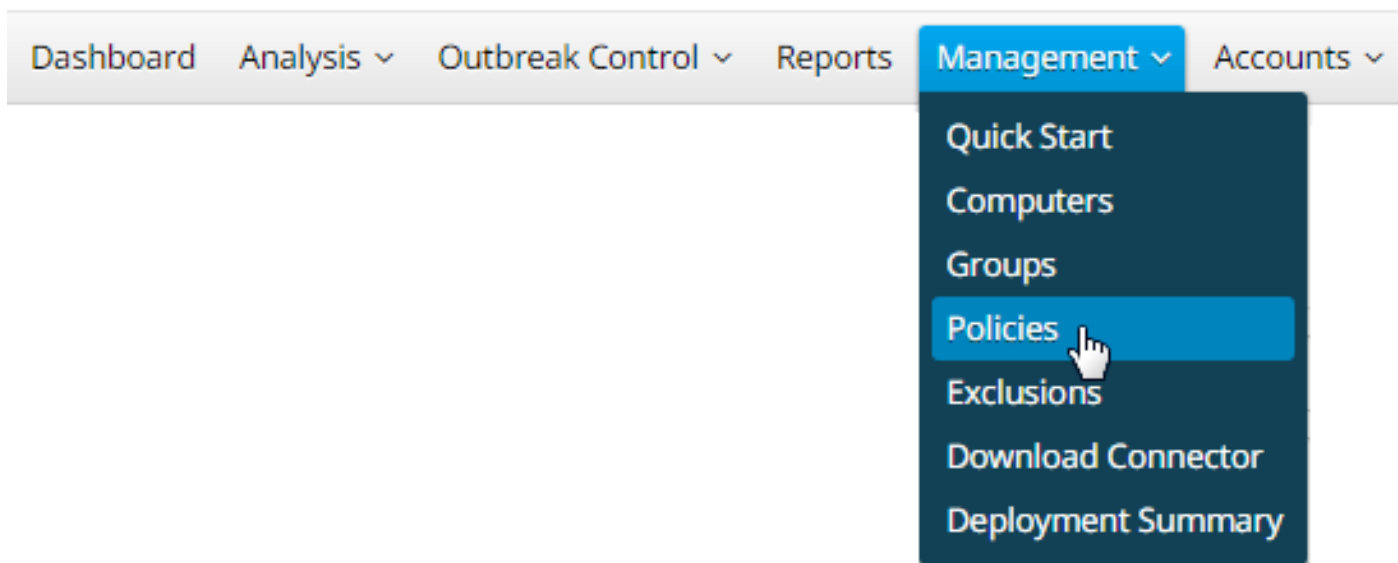 Dashboard Analysis Outbreak Control Reports Management Accounts
Quick Start
Computers
Groups
Policies
Exclusions
Download Connector
Deployment Summary